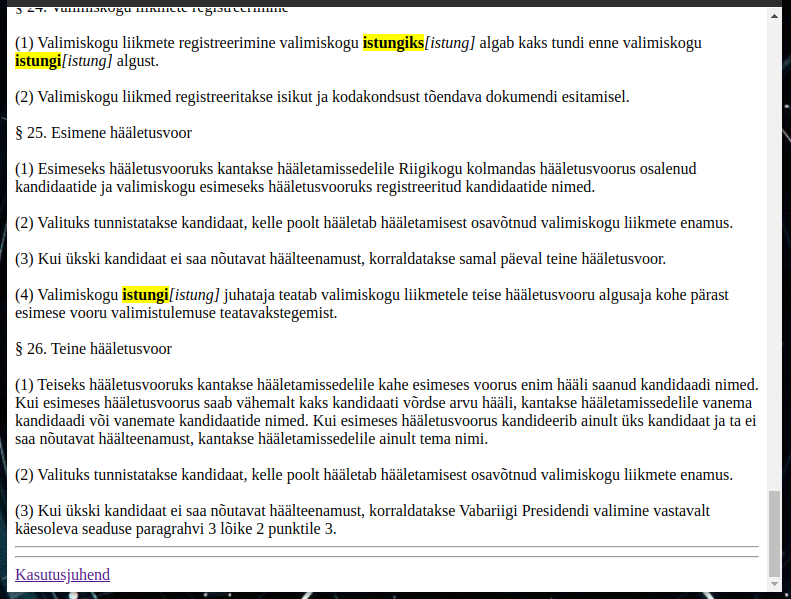 § 24. Valimiskogu liikmete registreerimine
(1) Valimiskogu liikmete registreerimine valimiskogu istungiks[istung] algab kaks tundi enne valimiskogu
istungi[istung] algust.
(2) Valimiskogu liikmed registreeritakse isikut ja kodakondsust tõendava dokumendi esitamisel.
§ 25. Esimene hääletusvoor
(1) Esimeseks hääletusvooruks kantakse hääletamissedelile Riigikogu kolmandas hääletusvoorus osalenud
kandidaatide ja valimiskogu esimeseks hääletusvooruks registreeritud kandidaatide nimed.
(2) Valituks tunnistatakse kandidaat, kelle poolt hääletab hääletamisest osavõtnud valimiskogu liikmete enamus.
(3) Kui ükski kandidaat ei saa nõutavat häälteenamust, korraldatakse samal päeval teine hääletusvoor.
(4) Valimiskogu istungi[istung] juhataja teatab valimiskogu liikmetele teise hääletusvooru algusaja kohe pärast
esimese vooru valimistulemuse teatavakstegemist.
§ 26. Teine hääletusvoor
(1) Teiseks hääletusvooruks kantakse hääletamissedelile kahe esimeses voorus enim hääli saanud kandidaadi nimed.
Kui esimeses hääletusvoorus saab vähemalt kaks kandidaati võrdse arvu hääli, kantakse hääletamissedelile vanema
kandidaadi või vanemate kandidaatide nimed. Kui esimeses hääletusvoorus kandideerib ainult üks kandidaat ja ta ei
saa nõutavat häälteenamust, kantakse hääletamissedelile ainult tema nimi.
(2) Valituks tunnistatakse kandidaat, kelle poolt hääletab hääletamisest osavõtnud valimiskogu liikmete enamus.
(3) Kui ükski kandidaat ei saa nõutavat häälteenamust, korraldatakse Vabariigi Presidendi valimine vastavalt
käesoleva seaduse paragrahvi 3 lõike 2 punktile 3.
Kasutusjuhend